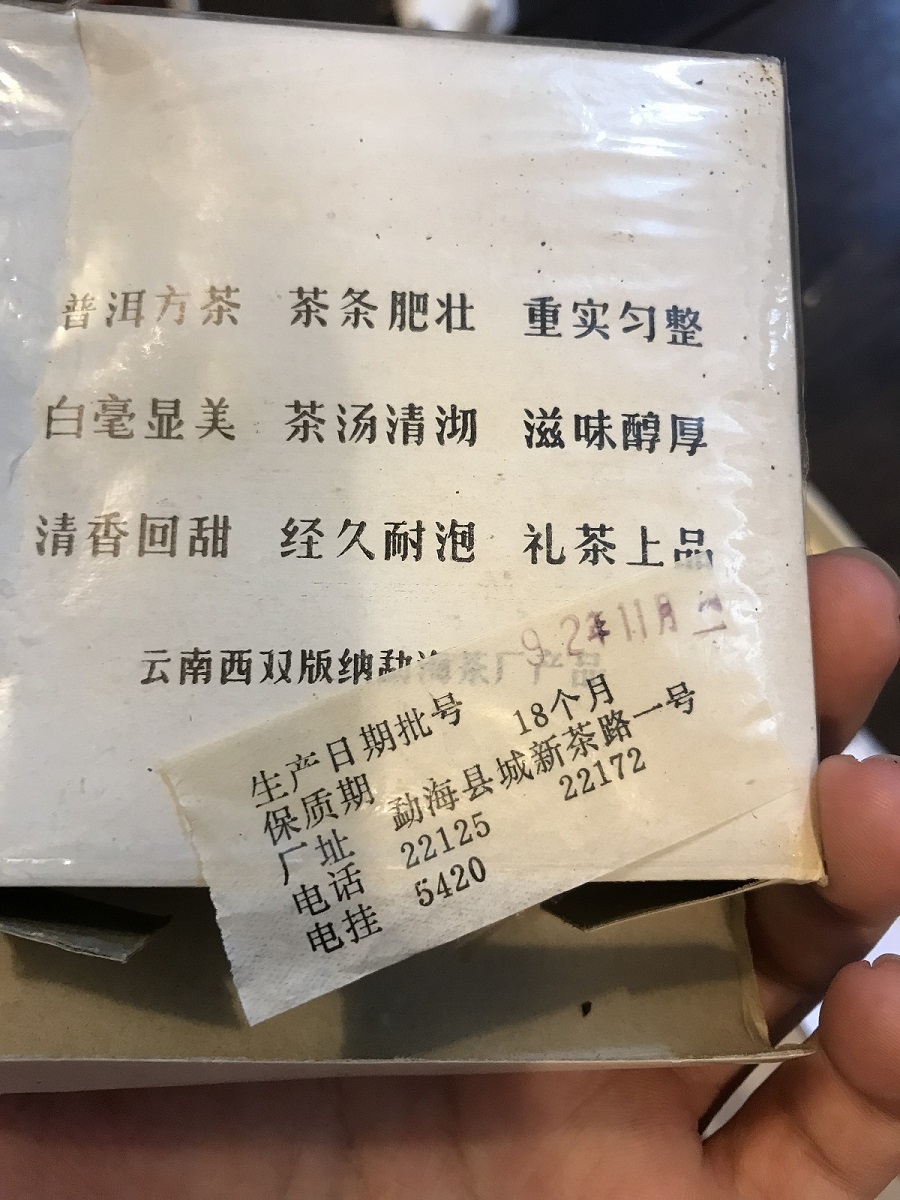 普洱方茶 茶条肥壮 重实匀整
白毫显美 茶汤清沏 滋味醇厚
清香回甜 经久耐泡 礼茶上品
云南西双版纳勐海茶厂产品
生产日期批号 92年11月
保质期 18个月
厂址 勐海县城新茶路一号
电话 22125 22172
电挂 5420